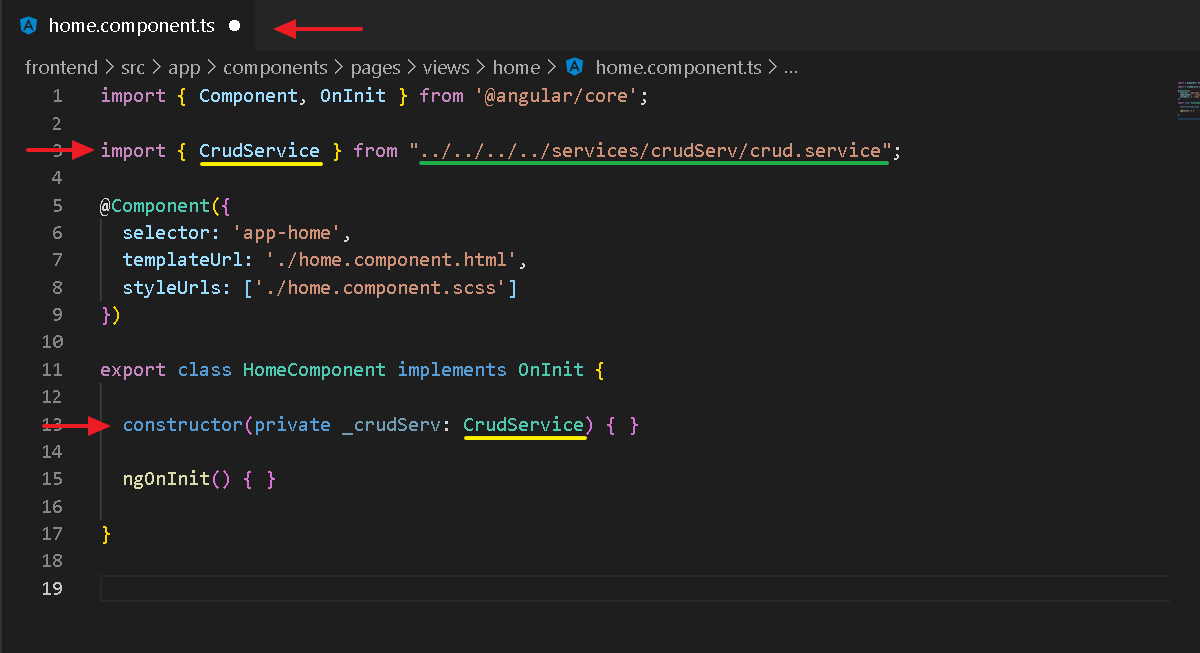 home.component.ts
frontend > src > app > components > pages > views > home > home.component.ts > ...
1 import { Component, OnInit } from '@angular/core';
2
3 import { CrudService } from "../../../../services/crudServ/crud.service";
4
5 @Component({
6   selector: 'app-home',
7   templateUrl: './home.component.html',
8   styleUrls: ['./home.component.scss']
9 })
10
11 export class HomeComponent implements OnInit {
12
13   constructor(private _crudServ: CrudService) { }
14
15   ngOnInit() { }
16
17 }
18
19